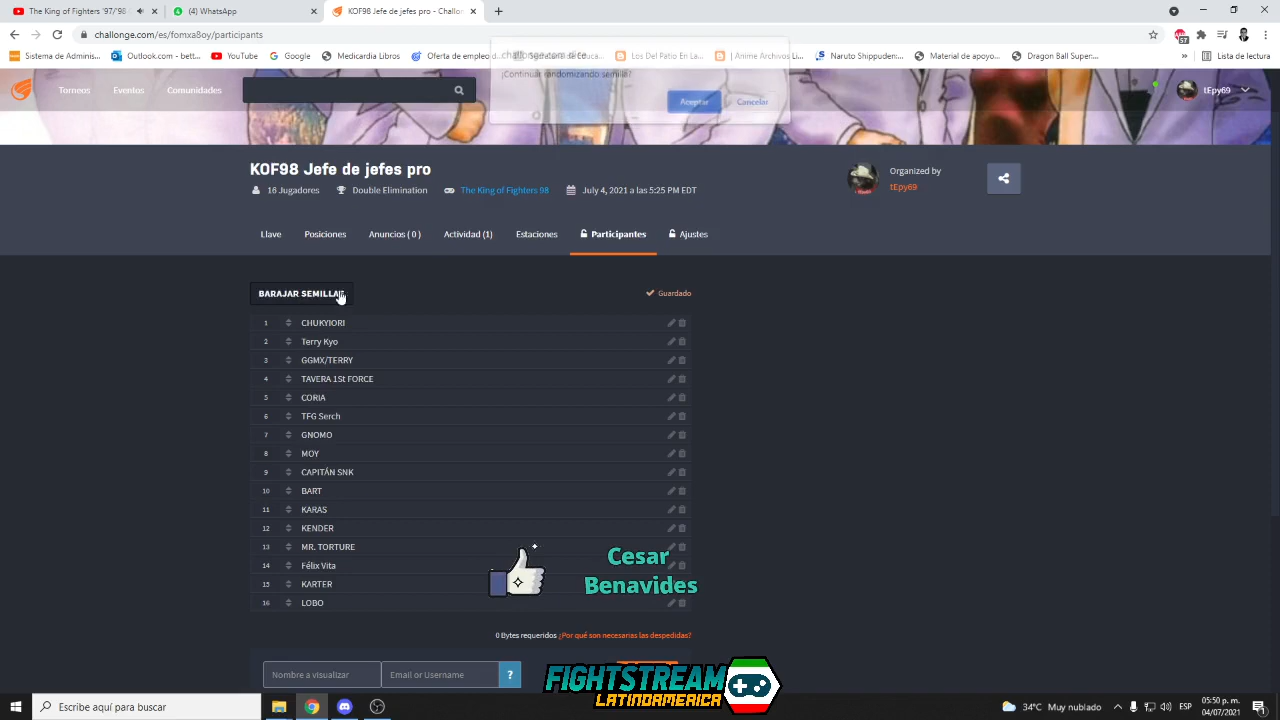 The King of Fighters '97/'98 -
(4) WhatsApp
KOF98 Jefe de jefes pro - Challo
challonge.com/es/fomxa8oy/participants
57
Sistema de Adminis...
Outlook.com - bett...
YouTube
Google
Medicardia Libros
Oferta de empleo d...
Los Del Patio En La...
Anime Archivos Li...
Naruto Shippuden:...
Material de apoyo...
Dragon Ball Super:...
Lista de lectura
challonge.com dice
¿Continuar randomizando semilla?
Aceptar
Cancelar
Torneos
Eventos
Comunidades
tEpy69
KOF98 Jefe de jefes pro
16 Jugadores
Double Elimination
The King of Fighters 98
July 4, 2021 a las 5:25 PM EDT
Organized by
tEpy69
Llave
Posiciones
Anuncios ( 0 )
Actividad (1)
Estaciones
Participantes
Ajustes
BARAJAR SEMILLAS
Guardado
1 CHUKYIORI
2 Terry Kyo
3 GGMX/TERRY
4 TAVERA 1St FORCE
5 CORIA
6 TFG Serch
7 GNOMO
8 MOY
9 CAPITÁN SNK
10 BART
11 KARAS
12 KENDER
13 MR. TORTURE
14 Félix Vita
15 KARTER
16 LOBO
Cesar
Benavides
0 Bytes requeridos ¿Por qué son necesarias las despedidas?
Nombre a visualizar
Email or Username
?
FIGHTSTREAM
LATINOAMERICA
Escribe aquí para buscar
34°C Muy nublado
ESP
05:50 p. m.
04/07/2021
1